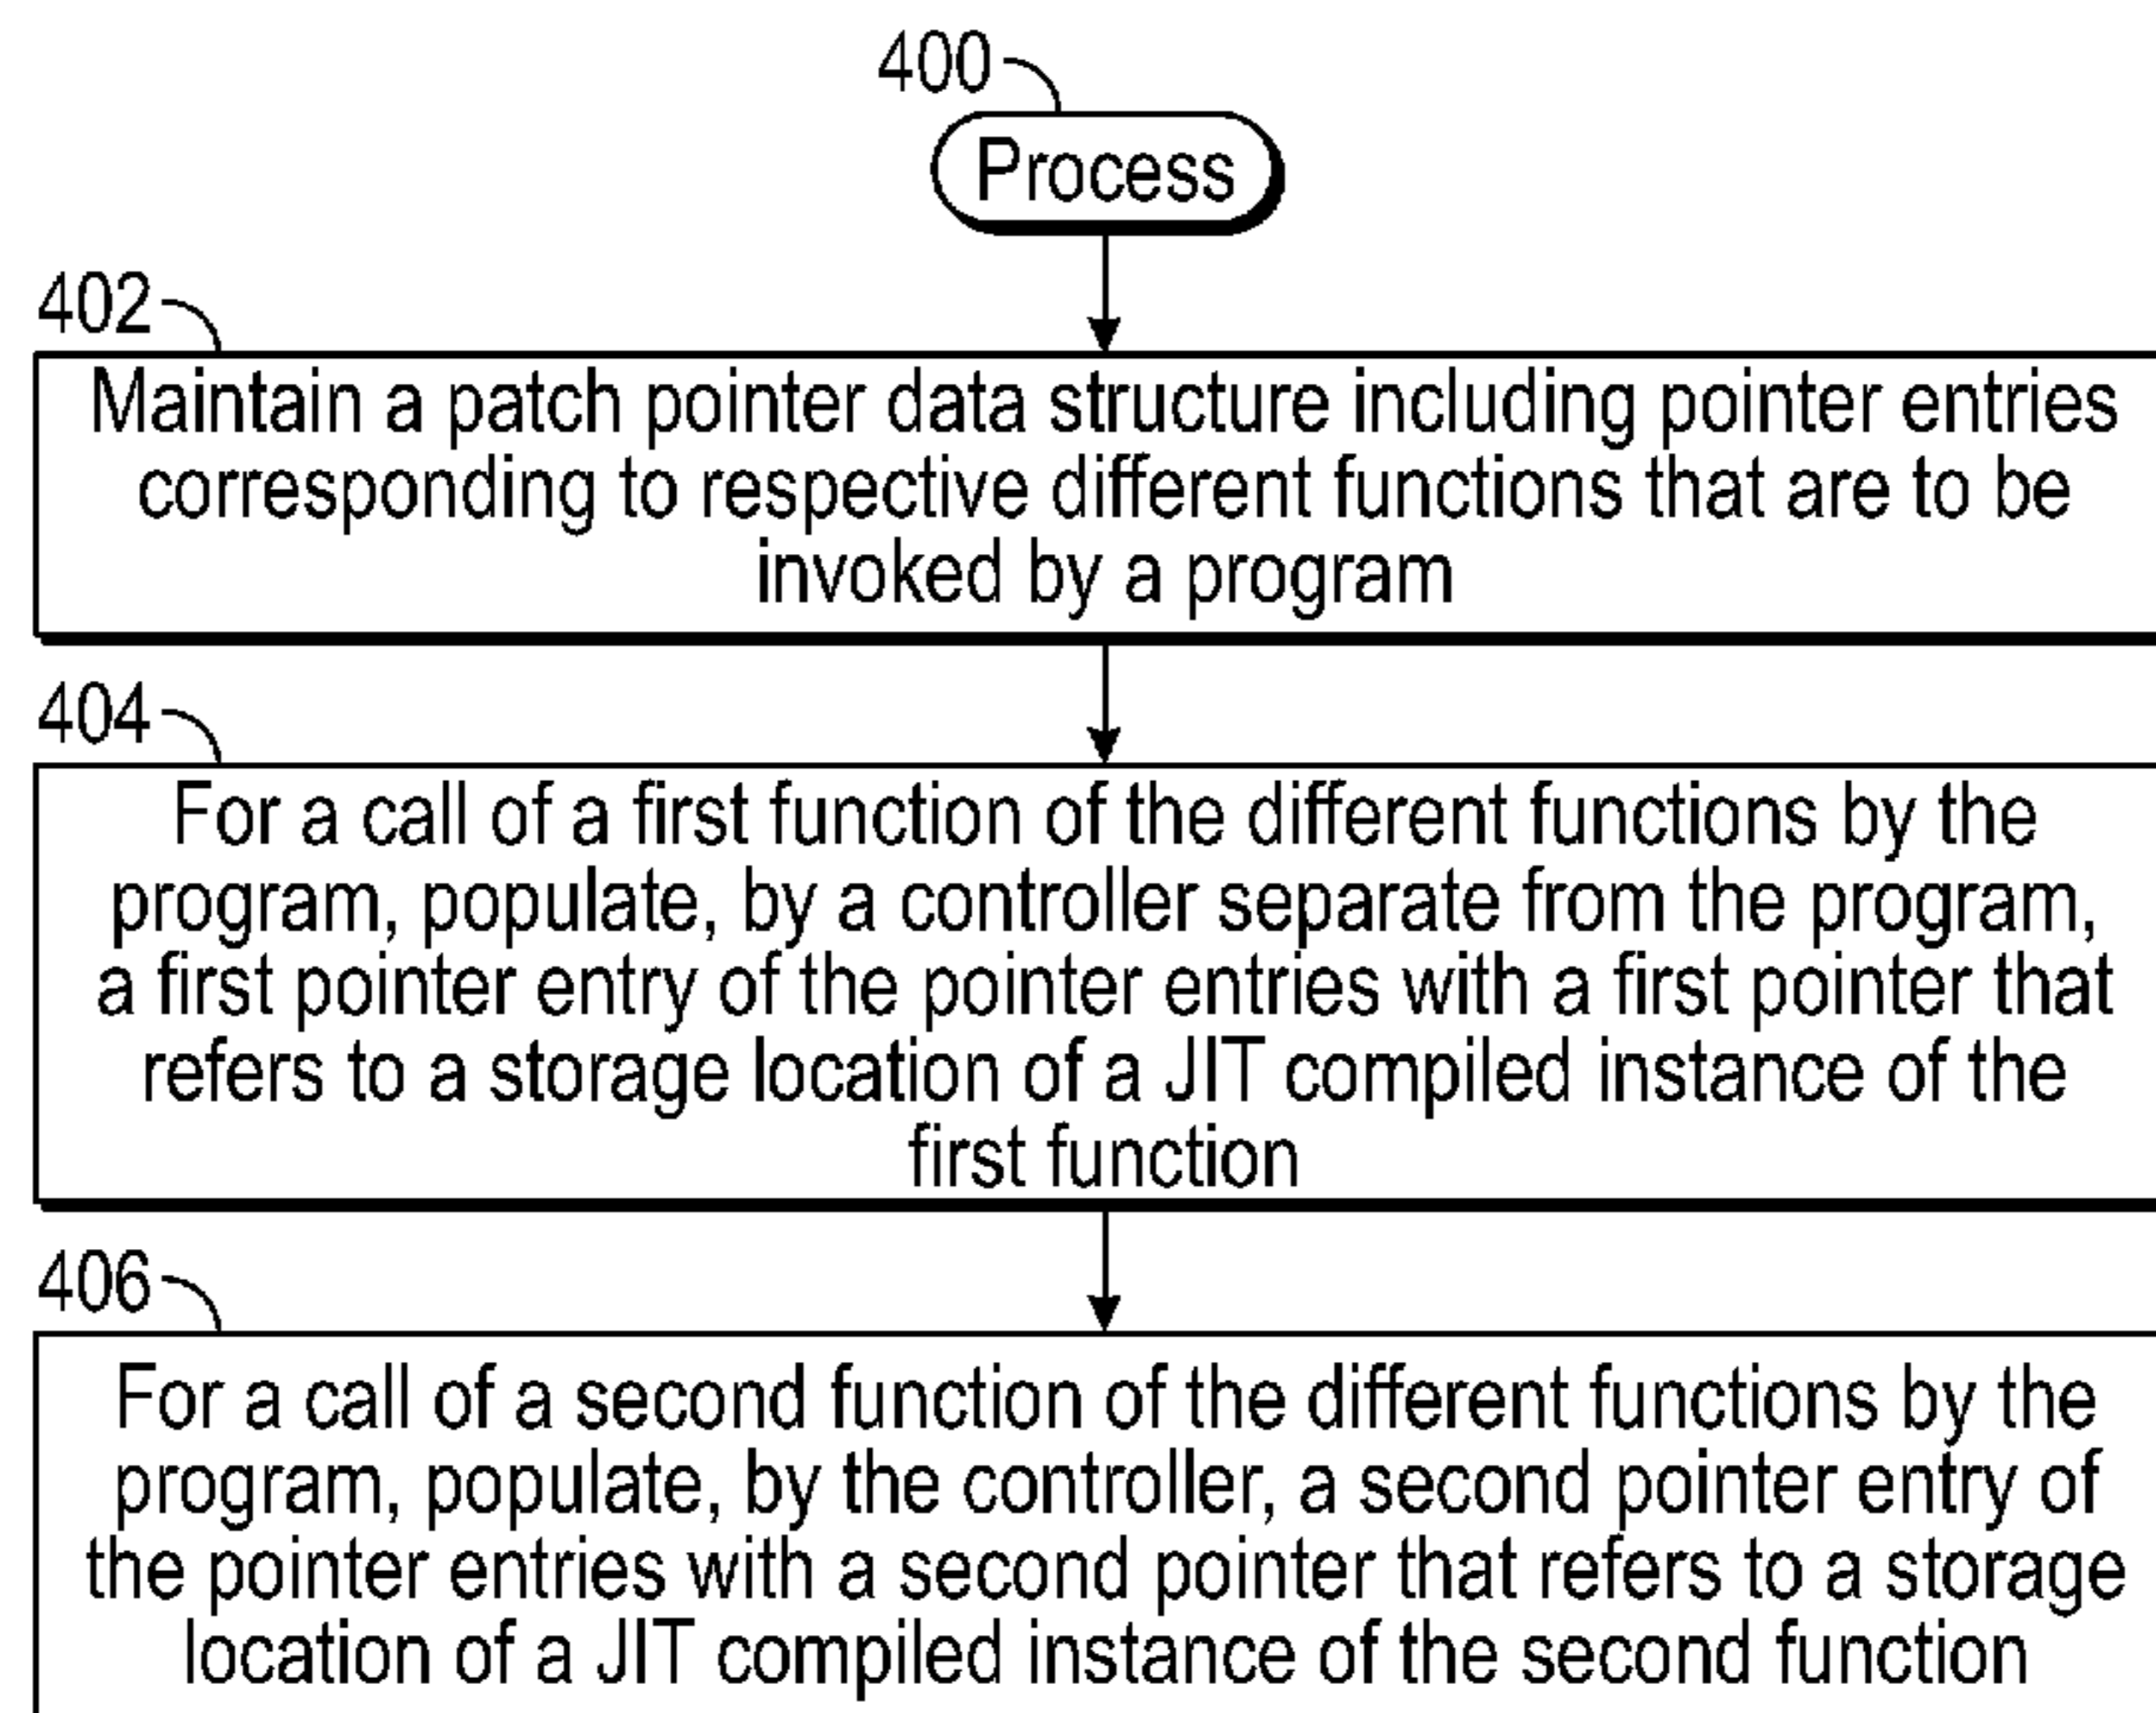 400
Process
402
Maintain a patch pointer data structure including pointer entries
corresponding to respective different functions that are to be
invoked by a program
404
For a call of a first function of the different functions by the
program, populate, by a controller separate from the program,
a first pointer entry of the pointer entries with a first pointer that
refers to a storage location of a JIT compiled instance of the
first function
406
For a call of a second function of the different functions by the
program, populate, by the controller, a second pointer entry of
the pointer entries with a second pointer that refers to a storage
location of a JIT compiled instance of the second function